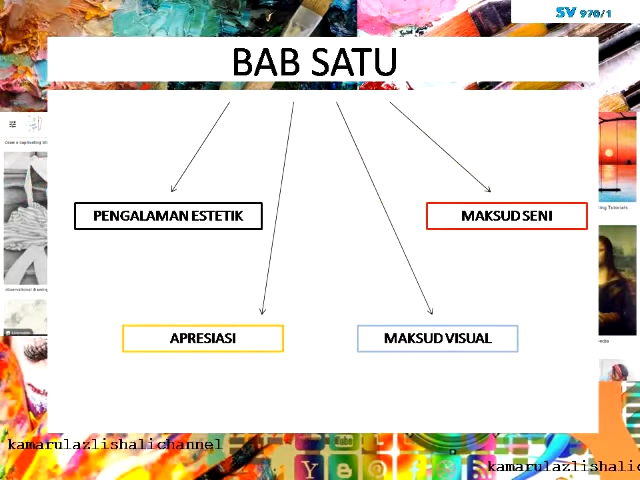 SV 970/1
BAB SATU
PENGALAMAN ESTETIK
MAKSUD SENI
APRESIASI
MAKSUD VISUAL
kamarulazlishalichannel
kamarulazlishalic